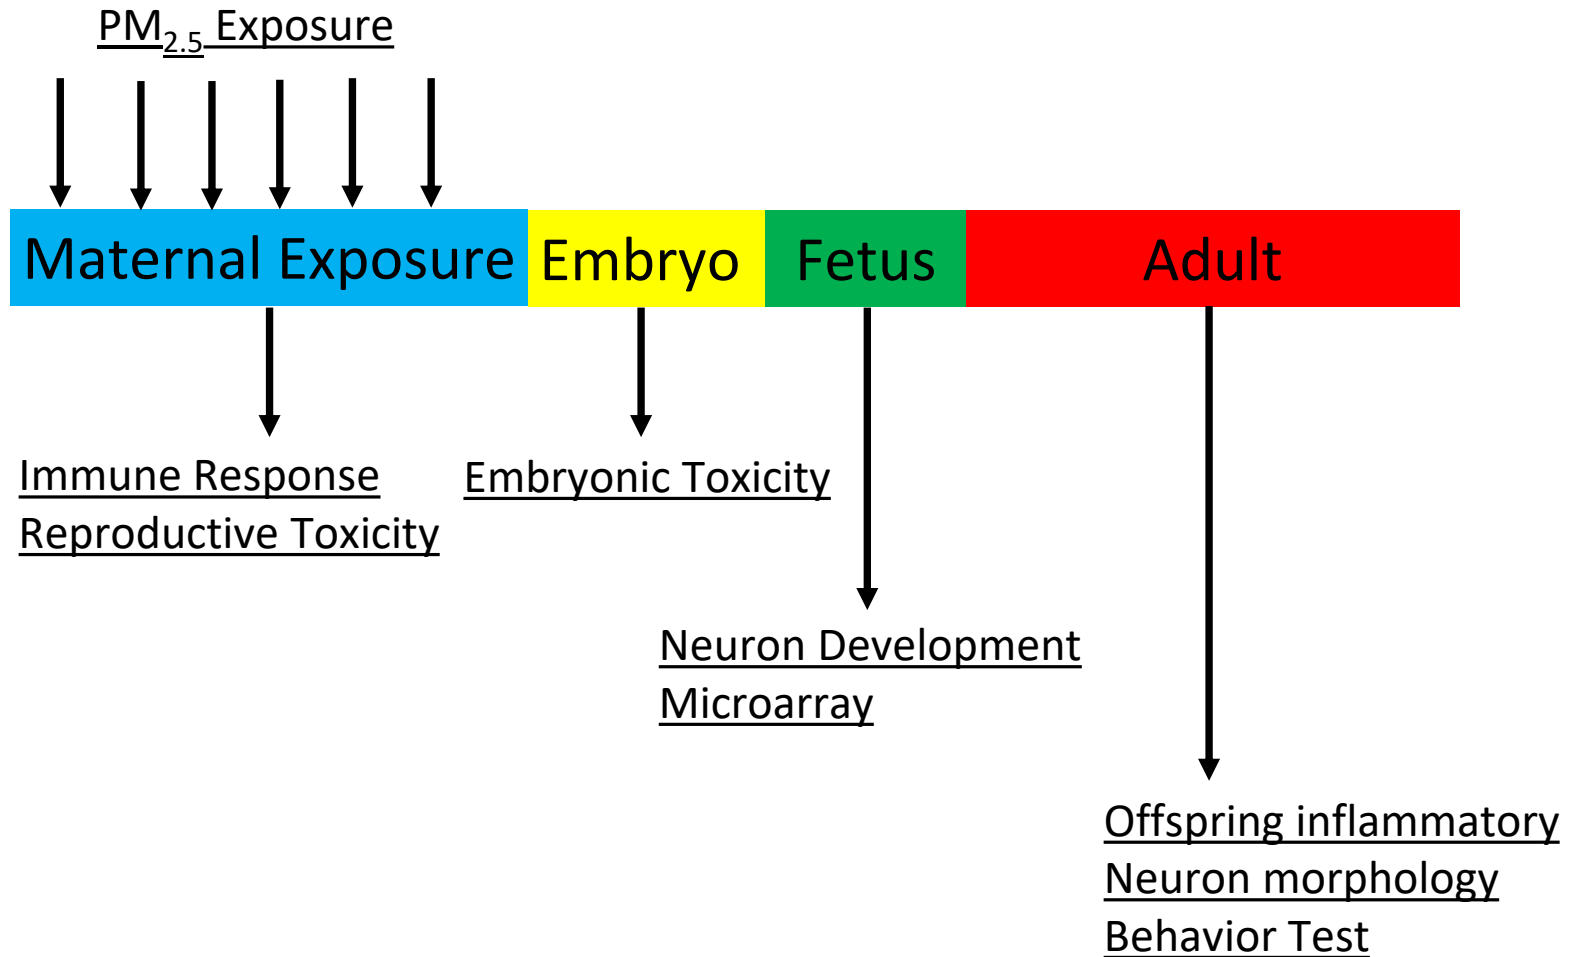 PM2.5 Exposure
Maternal Exposure
Embryo
Fetus
Adult
Immune Response
Reproductive Toxicity
Embryonic Toxicity
Neuron Development
Microarray
Offspring inflammatory
Neuron morphology
Behavior Test